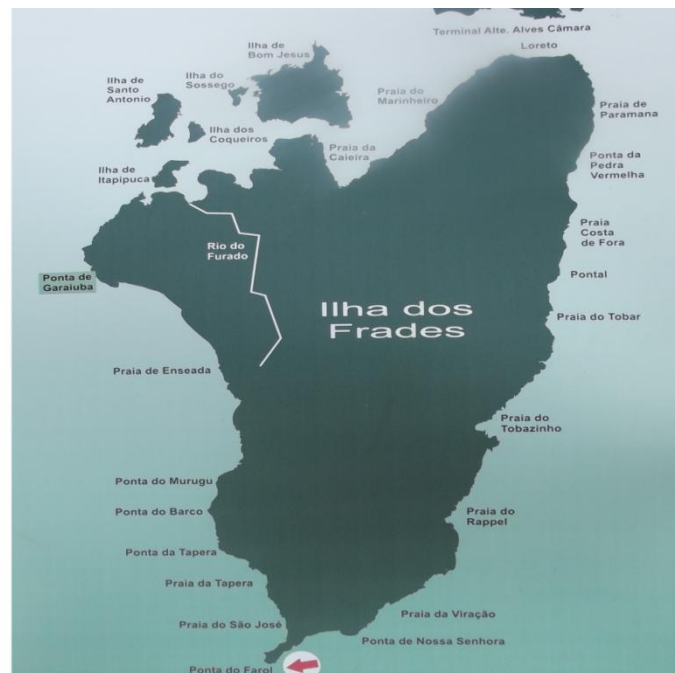 Terminal Alte. Alves Câmara
Loreto
Ilha de
Bom Jesus
Ilha do
Sossego
Ilha de
Santo
Antonio
Praia do
Marinheiro
Praia de
Paramana
Ilha dos
Coqueiros
Praia da
Caieira
Ponta da
Pedra
Vermelha
Ilha de
Itapipuca
Praia
Costa
de Fora
Rio do
Furado
Ponta de
Garaiuba
Pontal
Ilha dos
Frades
Praia do Tobar
Praia de Enseada
Praia do
Tobazinho
Ponta do Murugu
Ponta do Barco
Praia do
Rappel
Ponta da Tapera
Praia da Tapera
Praia da Viração
Praia do São José
Ponta de Nossa Senhora
Ponta do Farol